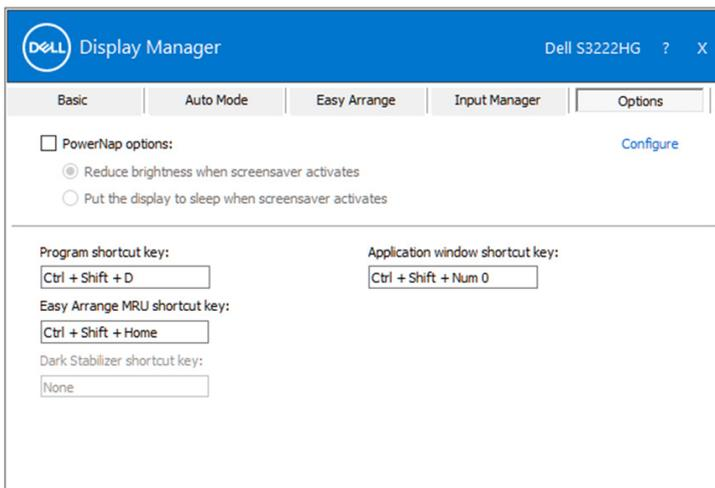 DELL Display Manager Dell S3222HG ? X
Basic Auto Mode Easy Arrange Input Manager Options
PowerNap options: Configure
Reduce brightness when screensaver activates
Put the display to sleep when screensaver activates
Program shortcut key: Application window shortcut key:
Ctrl + Shift + D Ctrl + Shift + Num 0
Easy Arrange MRU shortcut key:
Ctrl + Shift + Home
Dark Stabilizer shortcut key:
None